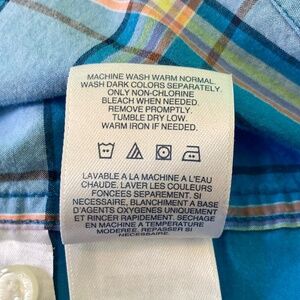 MACHINE WASH WARM NORMAL
WASH DARK COLORS SEPARATELY
ONLY NON-CHLORINE
BLEACH WHEN NEEDED.
REMOVE PROMPTLY.
TUMBLE DRY LOW.
WARM IRON IF NEEDED.
LAVABLE A LA MACHINE A L'EAU
CHAUDE. LAVER LES COULEURS
FONCEES SEPAREMENT. SI
NECESSAIRE, BLANCHIMENT A BASE
D'AGENTS OXYGENES UNIQUEMENT
ET RINCER RAPIDEMENT. SECHAGE
EN MACHINE A TEMPERATURE
MODEREE. REPASSER SI
NECESSAIRE